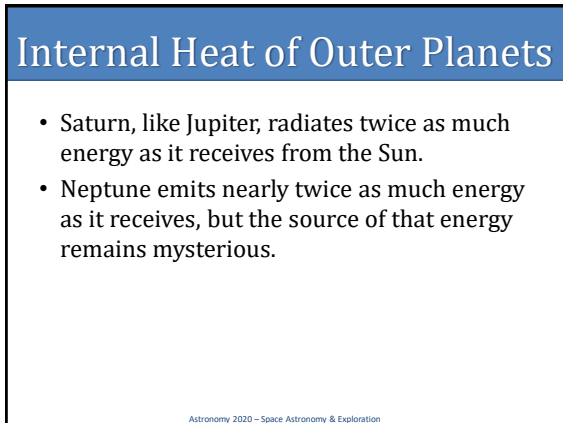 Internal Heat of Outer Planets
• Saturn, like Jupiter, radiates twice as much
energy as it receives from the Sun.
• Neptune emits nearly twice as much energy
as it receives, but the source of that energy
remains mysterious.
Astronomy 2020 – Space Astronomy & Exploration